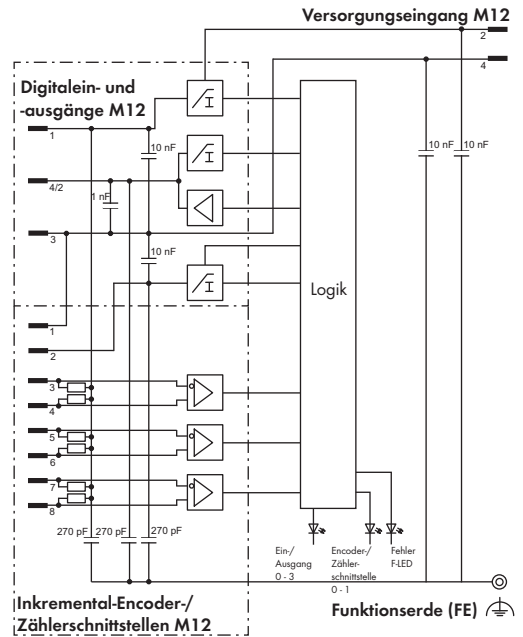 Versorgungseingang M12
2
4
Digitalein- und
-ausgänge M12
1
10 nF
10 nF
10 nF
4/2
1 nF
3
10 nF
Logik
1
2
3
4
5
6
7
8
270 pF
270 pF
270 pF
Ein-/
Ausgang
0 - 3
Encoder-/
Zähler-
schnittstelle
0 - 1
Fehler
F-LED
Inkremental-Encoder-/
Zählerschnittstellen M12
Funktionserde (FE)